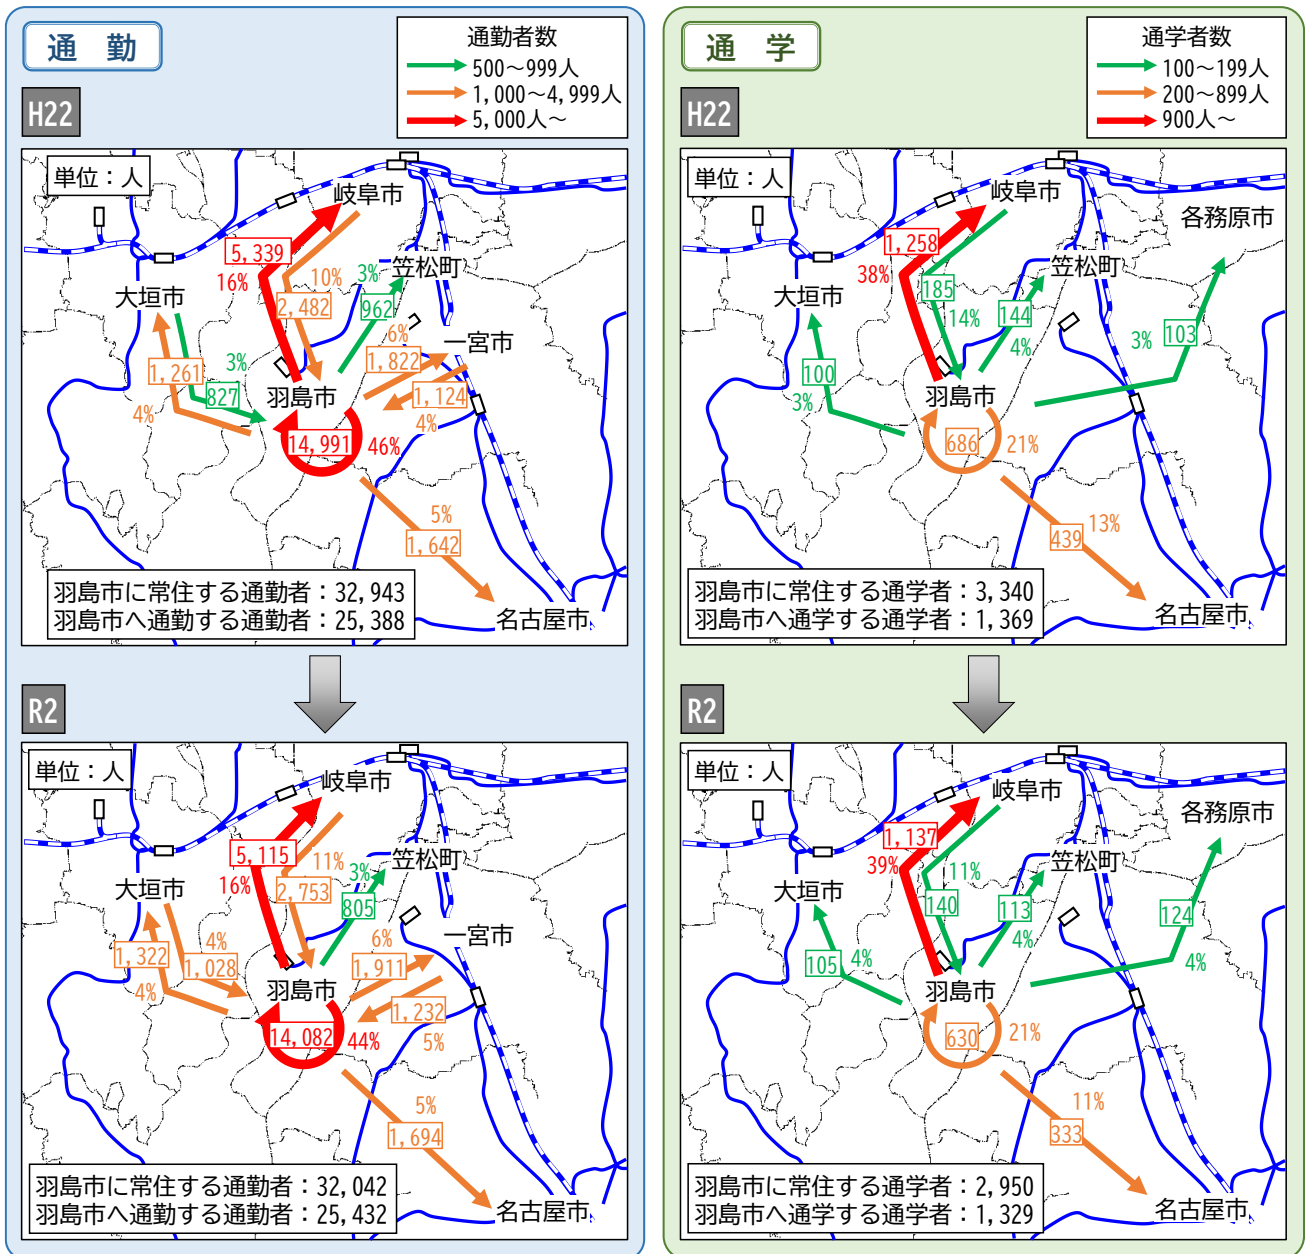 通　勤
通勤者数
500～999人
1,000～4,999人
5,000人～
H22
単位：人
岐阜市
5,339
16%
10%
2,482
3%
962
笠松町
大垣市
6%
1,822
一宮市
1,261
3%
827
4%
羽島市
1,124
4%
14,991
46%
5%
1,642
名古屋市
羽島市に常住する通勤者：32,943
羽島市へ通勤する通勤者：25,388
R2
単位：人
岐阜市
5,115
16%
11%
2,753
3%
805
笠松町
大垣市
6%
1,911
一宮市
1,322
4%
1,028
4%
羽島市
1,232
5%
14,082
44%
5%
1,694
名古屋市
羽島市に常住する通勤者：32,042
羽島市へ通勤する通勤者：25,432
通　学
通学者数
100～199人
200～899人
900人～
H22
単位：人
岐阜市
各務原市
1,258
38%
185
14%
144
4%
笠松町
大垣市
100
3%
3%
103
羽島市
686
21%
13%
439
名古屋市
羽島市に常住する通学者：3,340
羽島市へ通学する通学者：1,369
R2
単位：人
岐阜市
各務原市
1,137
39%
11%
140
113
4%
笠松町
大垣市
105
4%
124
4%
羽島市
630
21%
11%
333
名古屋市
羽島市に常住する通学者：2,950
羽島市へ通学する通学者：1,329